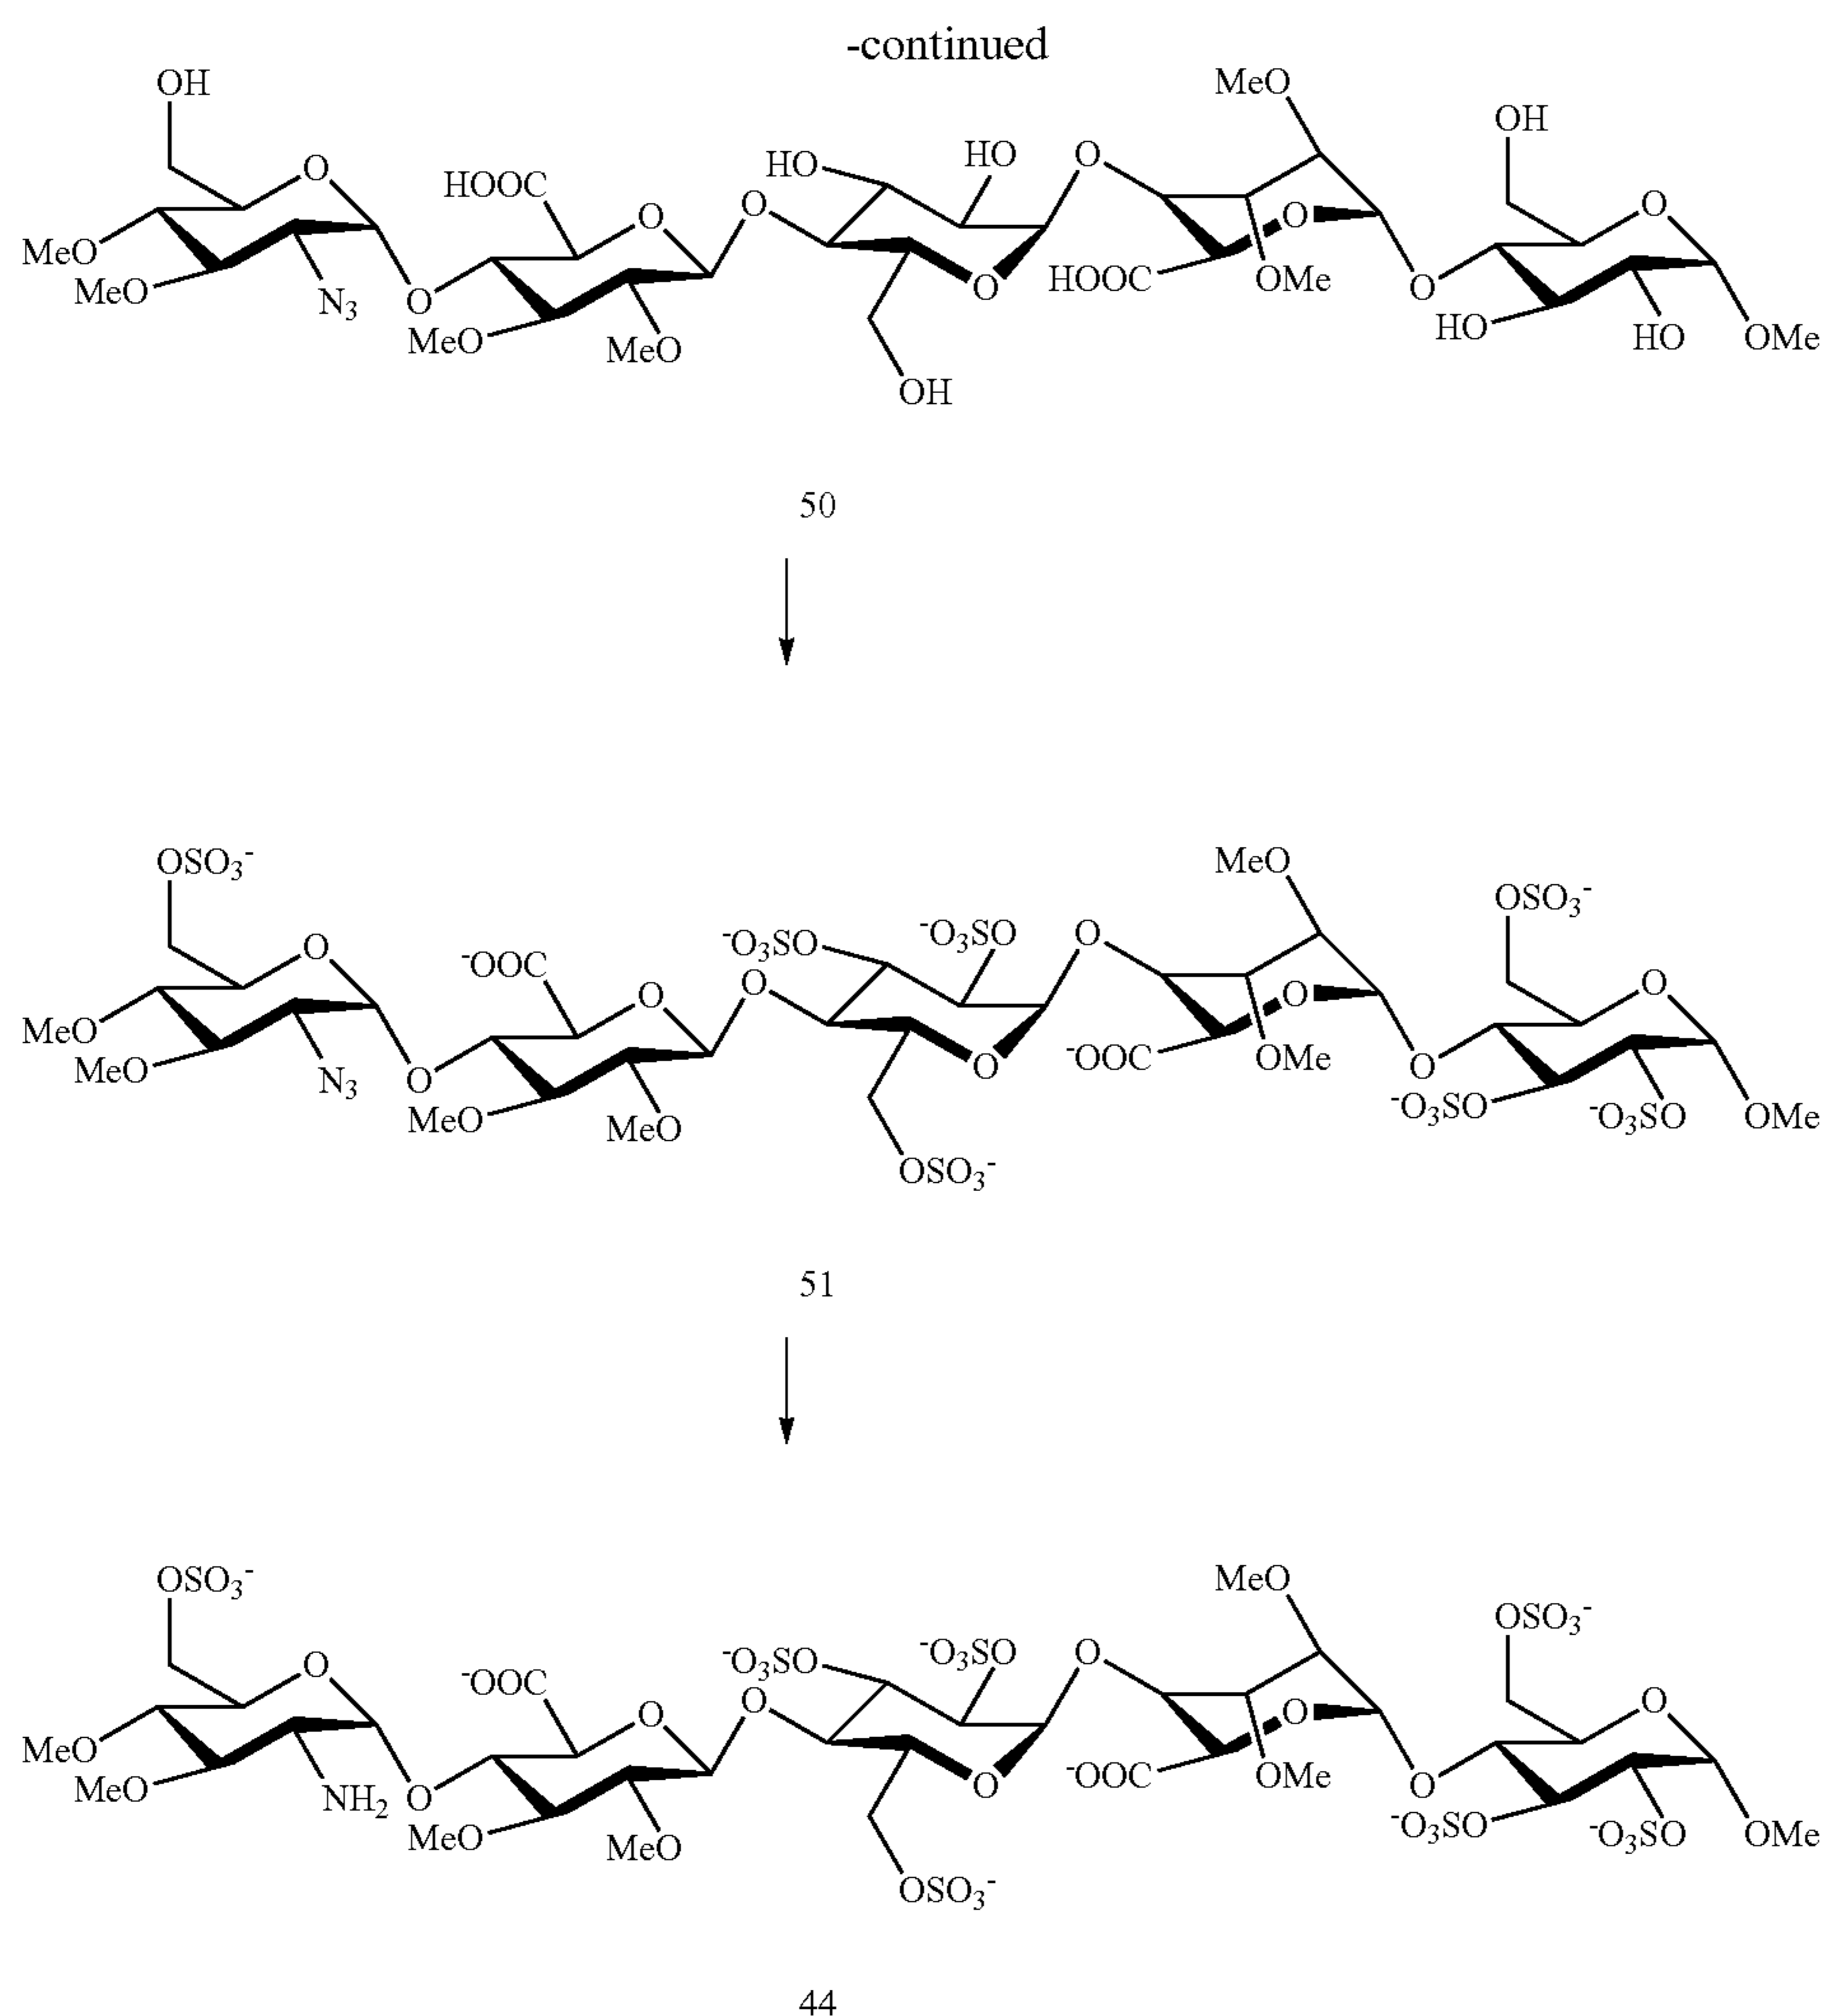 -continued
OH MeO OH
HOOC O HO HO O O
O O O
MeO O HOOC OMe O
MeO N₃ O MeO MeO O HO HO OMe
OH
50
OSO₃⁻ MeO OSO₃⁻
⁻OOC O ⁻O₃SO ⁻O₃SO O O
O O O
MeO O ⁻OOC OMe O
MeO N₃ O MeO MeO O ⁻O₃SO ⁻O₃SO OMe
OSO₃⁻
51
OSO₃⁻ MeO OSO₃⁻
⁻OOC O ⁻O₃SO ⁻O₃SO O O
O O O
MeO O ⁻OOC OMe O
MeO NH₂ O MeO MeO O ⁻O₃SO ⁻O₃SO OMe
OSO₃⁻
44